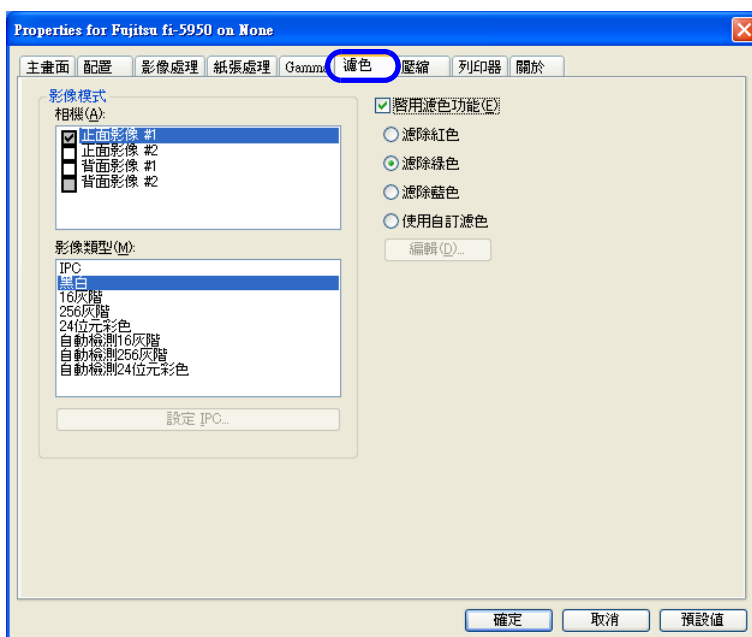 Properties for Fujitsu fi-5950 on None
主畫面 配置 影像處理 紙張處理 Gamma 濾色 壓縮 列印器 關於
影像模式
相機(A):
正面影像 #1
正面影像 #2
背面影像 #1
背面影像 #2
影像類型(M):
IPC
黑白
16灰階
256灰階
24位元彩色
自動檢測16灰階
自動檢測256灰階
自動檢測24位元彩色
設定 IPC...
啓用濾色功能(E)
濾除紅色
濾除綠色
濾除藍色
使用自訂濾色
編輯(D)...
確定 取消 預設值